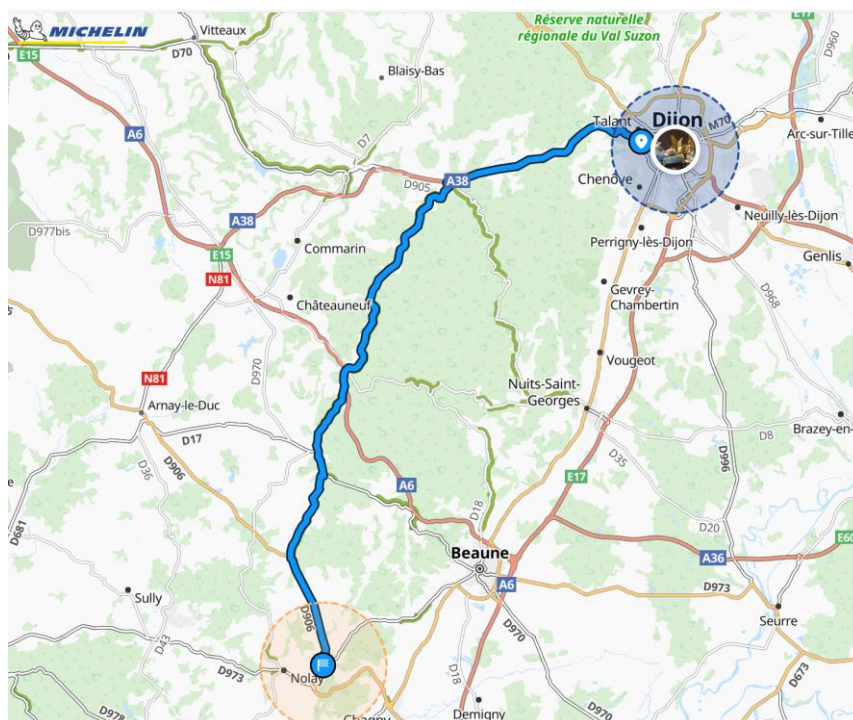 MICHELIN
Vitteaux
Réserve naturelle
régionale du Val Suzon
E17
D960
E15
D70
Blaisy-Bas
A6
D7
Talant
Dijon
M70
Arc-sur-Tille
D905
A38
Chenôve
Neuilly-lès-Dijon
D977bis
A38
Commarin
Perrigny-lès-Dijon
Genlis
E15
N81
Châteauneuf
Gevrey-
Chambertin
D968
D970
Vougeot
N81
Nuits-Saint-
Georges
Arnay-le-Duc
Brazey-en-
D17
D8
D36
D906
D35
D996
E17
A6
D18
D681
D20
E60
Beaune
A36
A6
D973
Sully
D906
Seurre
D43
D970
D973
Nolay
D18
D673
D978
Chagny
Demigny
D970